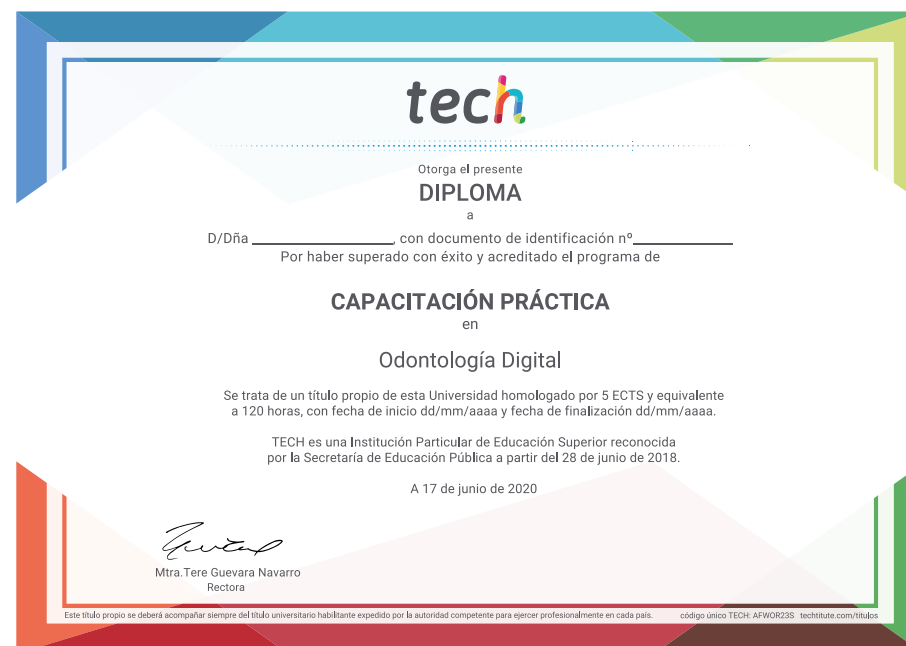 tech
Otorga el presente
DIPLOMA
a
D/Dña ____________________, con documento de identificación nº______________
Por haber superado con éxito y acreditado el programa de
CAPACITACIÓN PRÁCTICA
en
Odontología Digital
Se trata de un título propio de esta Universidad homologado por 5 ECTS y equivalente
a 120 horas, con fecha de inicio dd/mm/aaaa y fecha de finalización dd/mm/aaaa.
TECH es una Institución Particular de Educación Superior reconocida
por la Secretaría de Educación Pública a partir del 28 de junio de 2018.
A 17 de junio de 2020
Mtra.Tere Guevara Navarro
Rectora
Este título propio se deberá acompañar siempre del título universitario habilitante expedido por la autoridad competente para ejercer profesionalmente en cada país. código único TECH: AFWOR23S techtitute.com/titulos